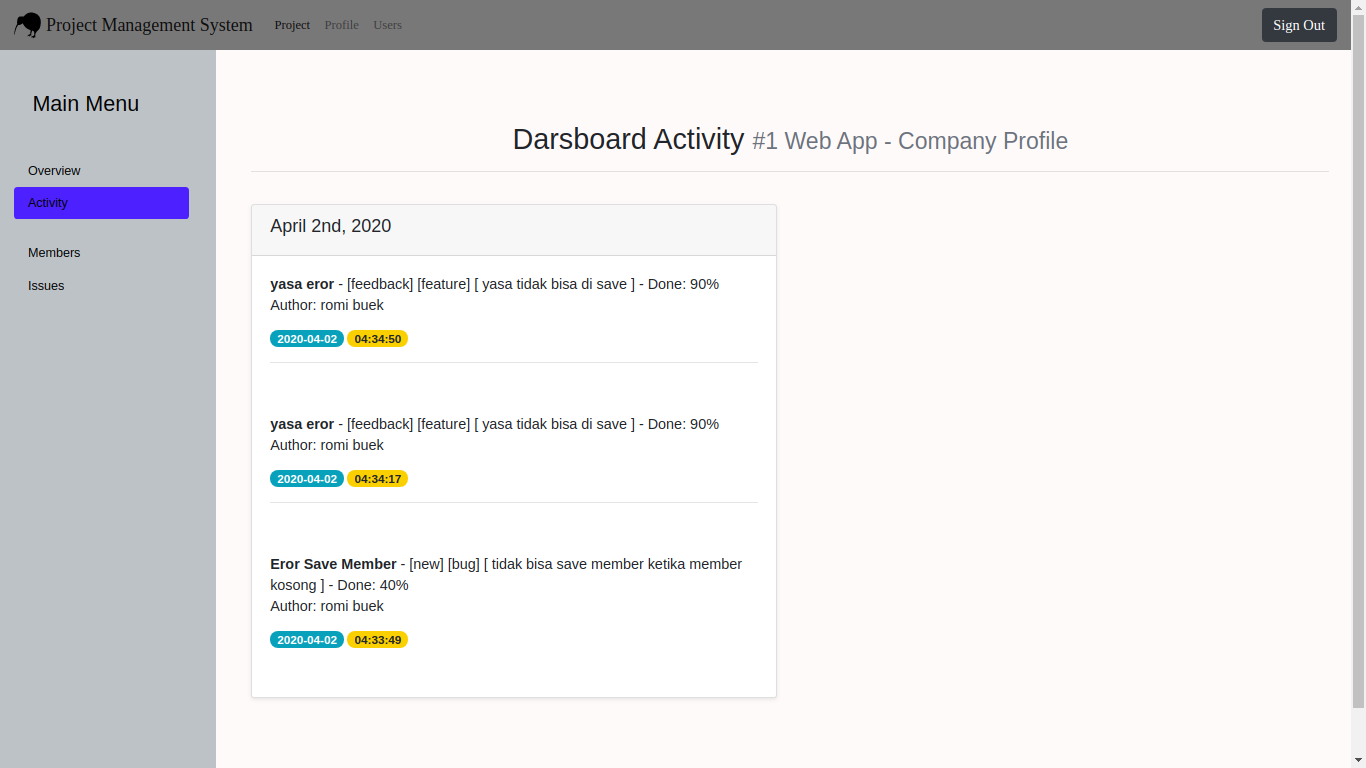 Project Management System Project Profile Users Sign Out
Main Menu
Overview
Activity
Members
Issues
Darsboard Activity #1 Web App - Company Profile
April 2nd, 2020
yasa eror - [feedback] [feature] [ yasa tidak bisa di save ] - Done: 90%
Author: romi buek
2020-04-02 04:34:50
yasa eror - [feedback] [feature] [ yasa tidak bisa di save ] - Done: 90%
Author: romi buek
2020-04-02 04:34:17
Eror Save Member - [new] [bug] [ tidak bisa save member ketika member
kosong ] - Done: 40%
Author: romi buek
2020-04-02 04:33:49